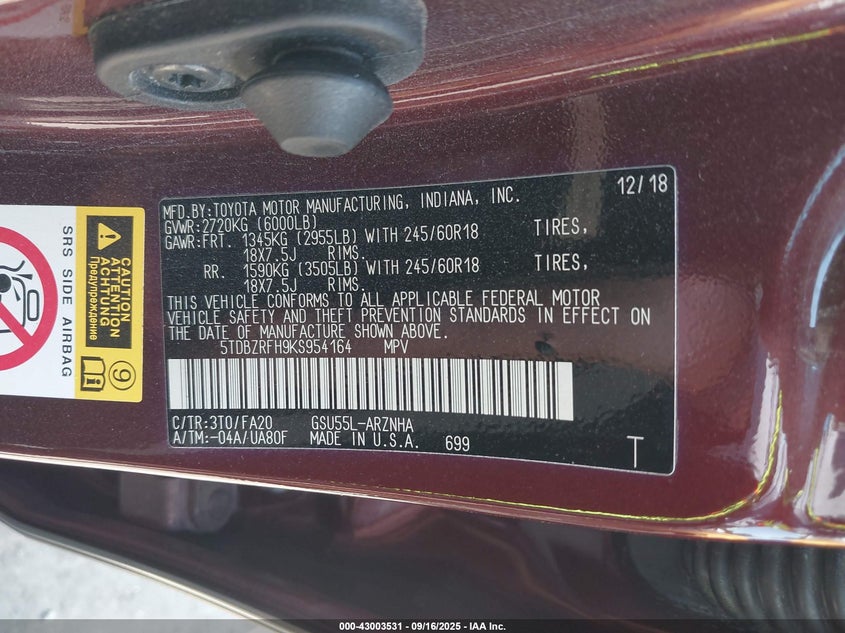 MFD.BY:TOYOTA MOTOR MANUFACTURING, INDIANA, INC. 12/18
GVWR:2720KG (6000LB)
GAWR:FRT. 1345KG (2955LB) WITH 245/60R18 TIRES,
18X7.5J RIMS.
RR. 1590KG (3505LB) WITH 245/60R18 TIRES,
18X7.5J RIMS.
THIS VEHICLE CONFORMS TO ALL APPLICABLE FEDERAL MOTOR
VEHICLE SAFETY AND THEFT PREVENTION STANDARDS IN EFFECT ON
THE DATE OF MANUFACTURE SHOWN ABOVE.
5TDBZRFH9KS954164 MPV
C/TR:3T0/FA20 GSU55L-ARZNHA
A/TM:-04A/UA80F MADE IN U.S.A. 699
T
SRS SIDE AIRBAG
CAUTION
ATTENTION
ACHTUNG
Предупреждение
9
000-43003531 - 09/16/2025 - IAA Inc.